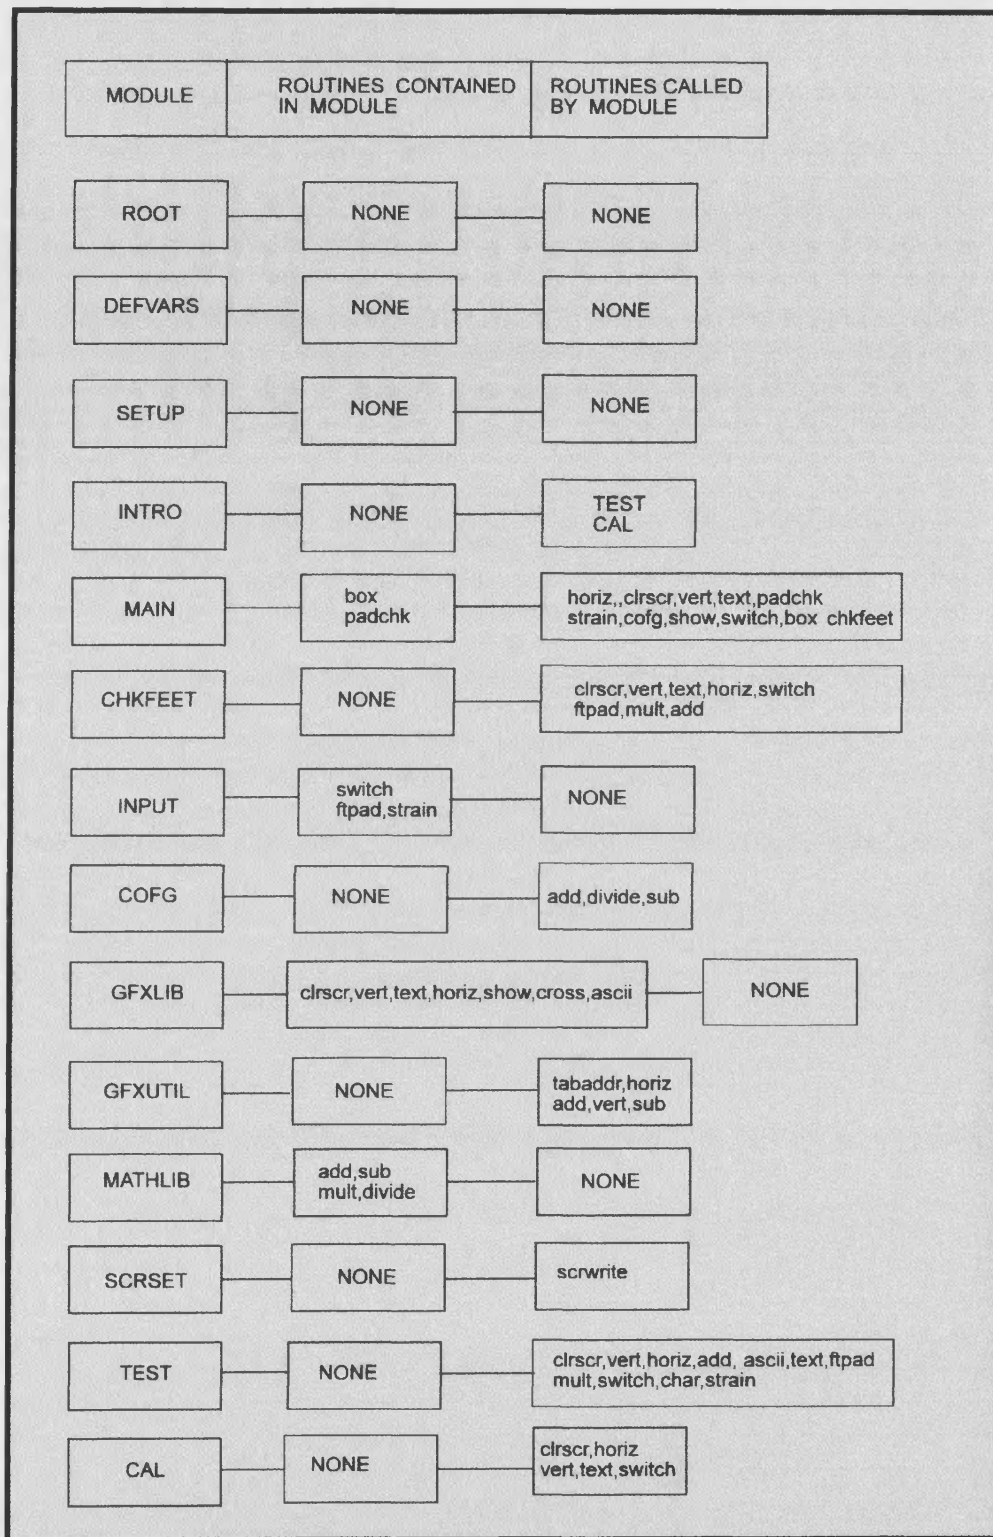 MODULE
ROUTINES CONTAINED
IN MODULE
ROUTINES CALLED
BY MODULE
ROOT
NONE
NONE
DEFVARS
NONE
NONE
SETUP
NONE
NONE
INTRO
NONE
TEST
CAL
MAIN
box
padchk
horiz,,clrscr,vert,text,padchk
strain,cofg,show,switch,box chkfeet
CHKFEET
NONE
clrscr,vert,text,horiz,switch
ftpad,mult,add
INPUT
switch
ftpad,strain
NONE
COFG
NONE
add,divide,sub
GFXLIB
clrscr,vert,text,horiz,show,cross,ascii
NONE
GFXUTIL
NONE
tabaddr,horiz
add,vert,sub
MATHLIB
add,sub
mult,divide
NONE
SCRSET
NONE
scrwrite
TEST
NONE
clrscr,vert,horiz,add, ascii,text,ftpad
mult,switch,char,strain
CAL
NONE
clrscr,horiz
vert,text,switch